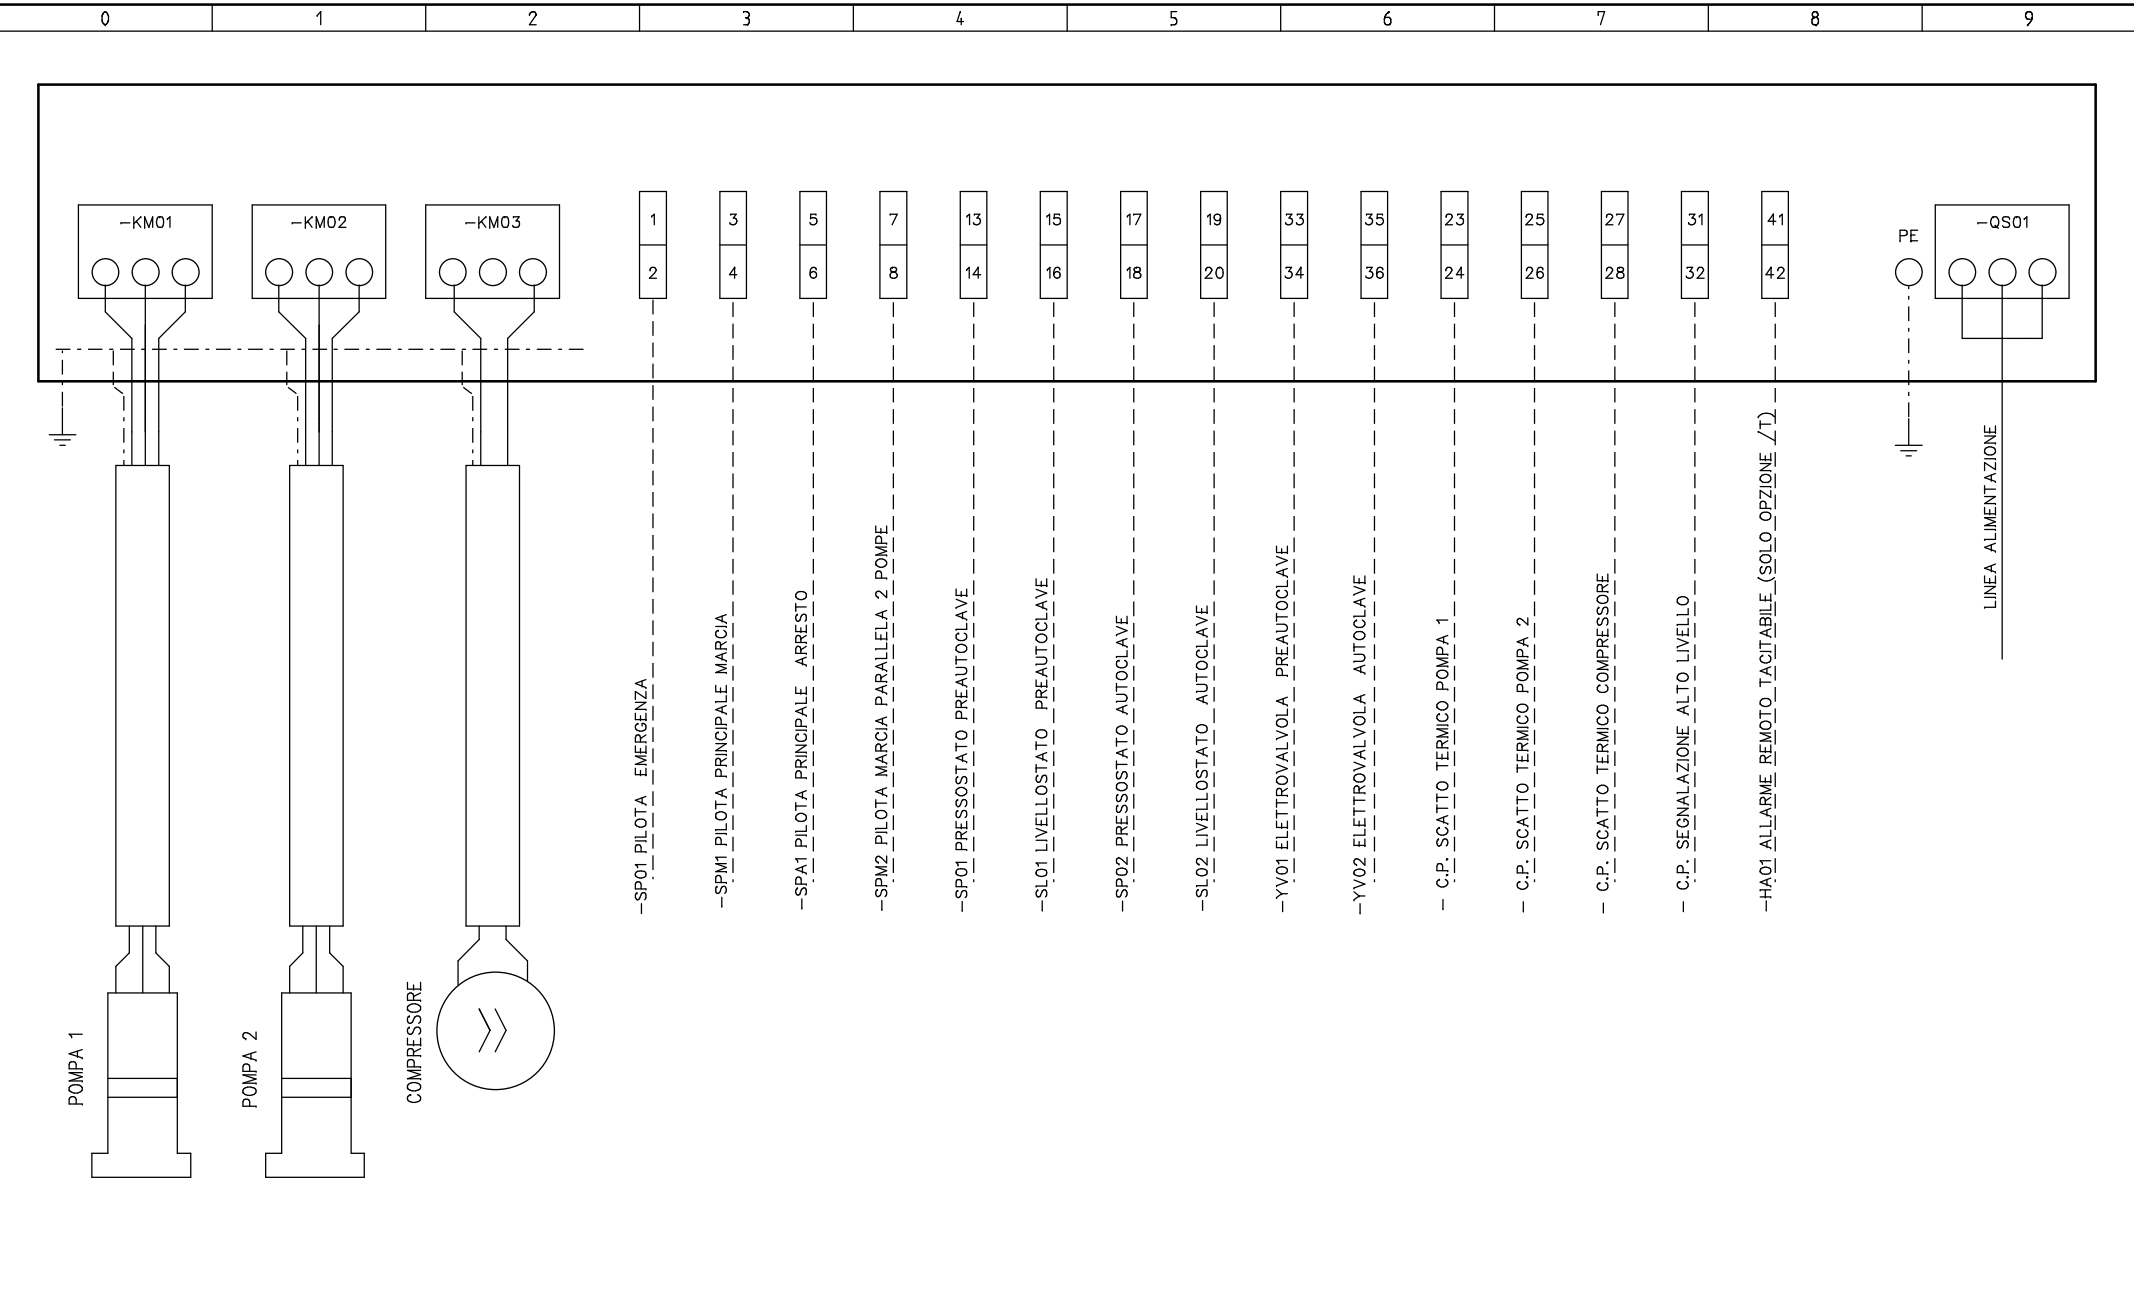 0 1 2 3 4 5 6 7 8 9
-KM01
-KM02
-KM03
1
2
3
4
5
6
7
8
13
14
15
16
17
18
19
20
33
34
35
36
23
24
25
26
27
28
31
32
41
42
PE
-QS01
-SP01 PILOTA EMERGENZA
-SPM1 PILOTA PRINCIPALE MARCIA
-SPA1 PILOTA PRINCIPALE ARRESTO
-SPM2 PILOTA MARCIA PARALLELA 2 POMPE
-SP01 PRESSOSTATO PREAUTOCLAVE
-SL01 LIVELLOSTATO PREAUTOCLAVE
-SP02 PRESSOSTATO AUTOCLAVE
-SL02 LIVELLOSTATO AUTOCLAVE
-YV01 ELETTROVALVOLA PREAUTOCLAVE
-YV02 ELETTROVALVOLA AUTOCLAVE
- C.P. SCATTO TERMICO POMPA 1
- C.P. SCATTO TERMICO POMPA 2
- C.P. SCATTO TERMICO COMPRESSORE
- C.P. SEGNALAZIONE ALTO LIVELLO
-HA01 ALLARME REMOTO TACITABILE (SOLO OPZIONE /T)
LINEA ALIMENTAZIONE
POMPA 1
POMPA 2
COMPRESSORE